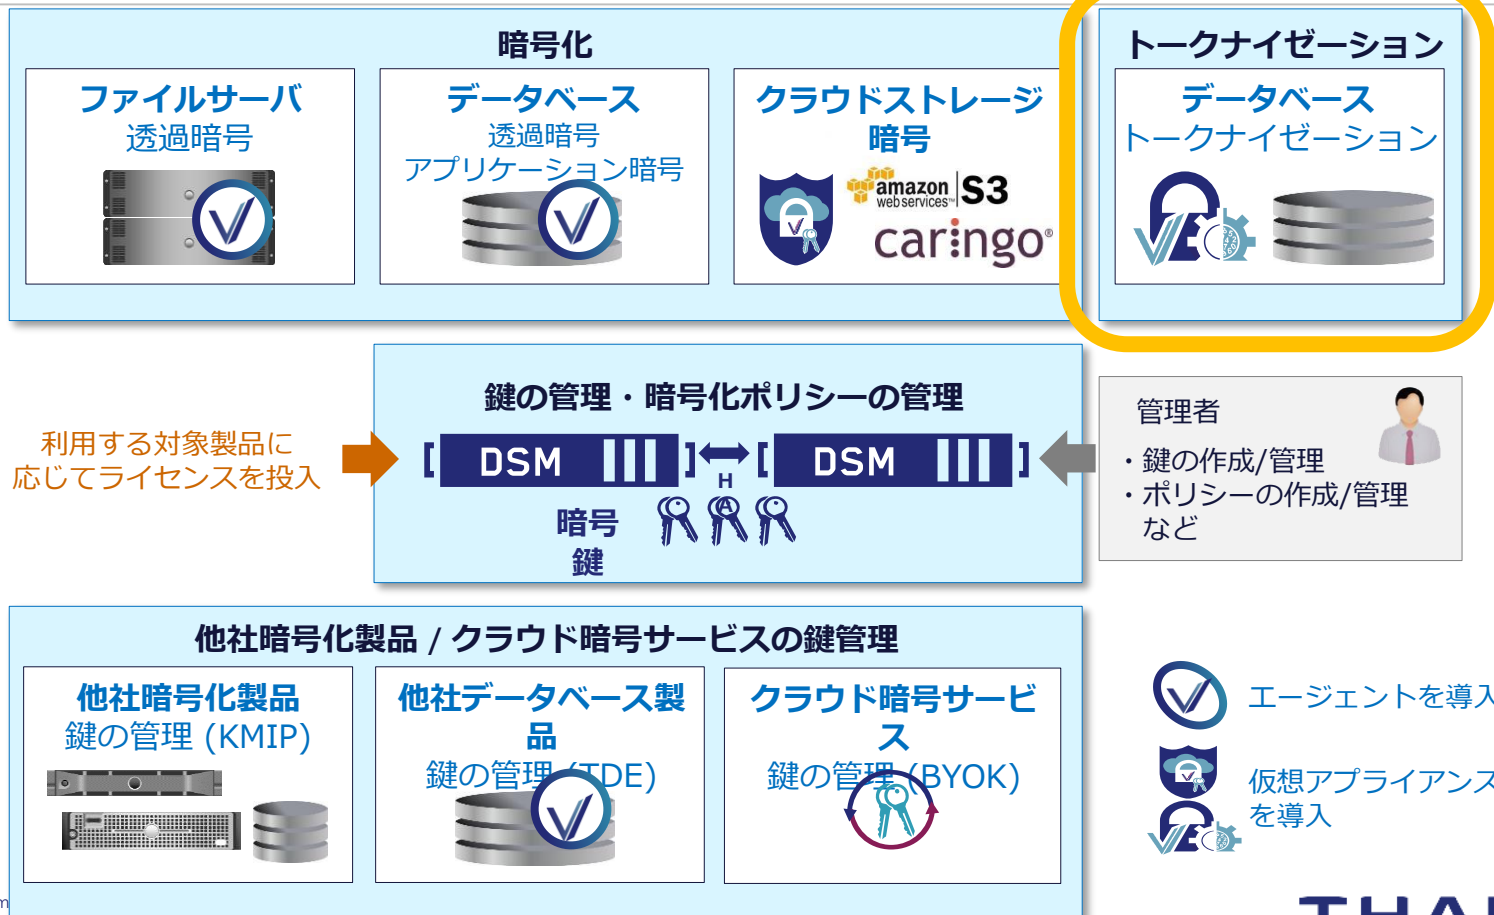 暗号化
ファイルサーバ
透過暗号
データベース
透過暗号
アプリケーション暗号
クラウドストレージ
暗号
amazon
web services™
S3
caringo®
トークナイゼーション
データベース
トークナイゼーション
鍵の管理・暗号化ポリシーの管理
利用する対象製品に
応じてライセンスを投入
DSM
H
A
DSM
暗号
鍵
管理者
・鍵の作成/管理
・ポリシーの作成/管理
など
他社暗号化製品 / クラウド暗号サービスの鍵管理
他社暗号化製品
鍵の管理 (KMIP)
他社データベース製
品
鍵の管理 (TDE)
クラウド暗号サービ
ス
鍵の管理 (BYOK)
エージェントを導入
仮想アプライアンス
を導入